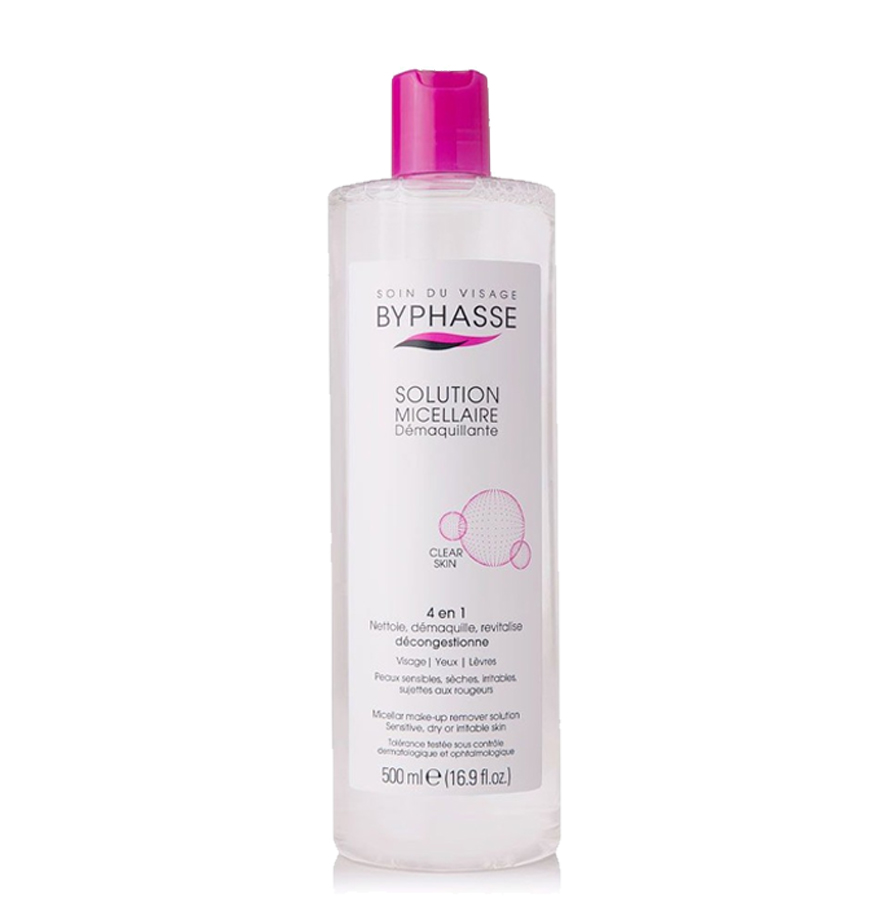 SOIN DU VISAGE
BYPHASSE
SOLUTION
MICELLAIRE
Démaquillante
CLEAR
SKIN
4 en 1
Nettoie, démaquille, revitalise
décongestionne
Visage | Yeux | Lèvres
Peaux sensibles, sèches, irritables,
sujettes aux rougeurs
Micellar make-up remover solution
Sensitive, dry or irritable skin
Tolérance testée sous contrôle
dermatologique et ophtalmologique
500 ml ℮ (16.9 fl.oz.)